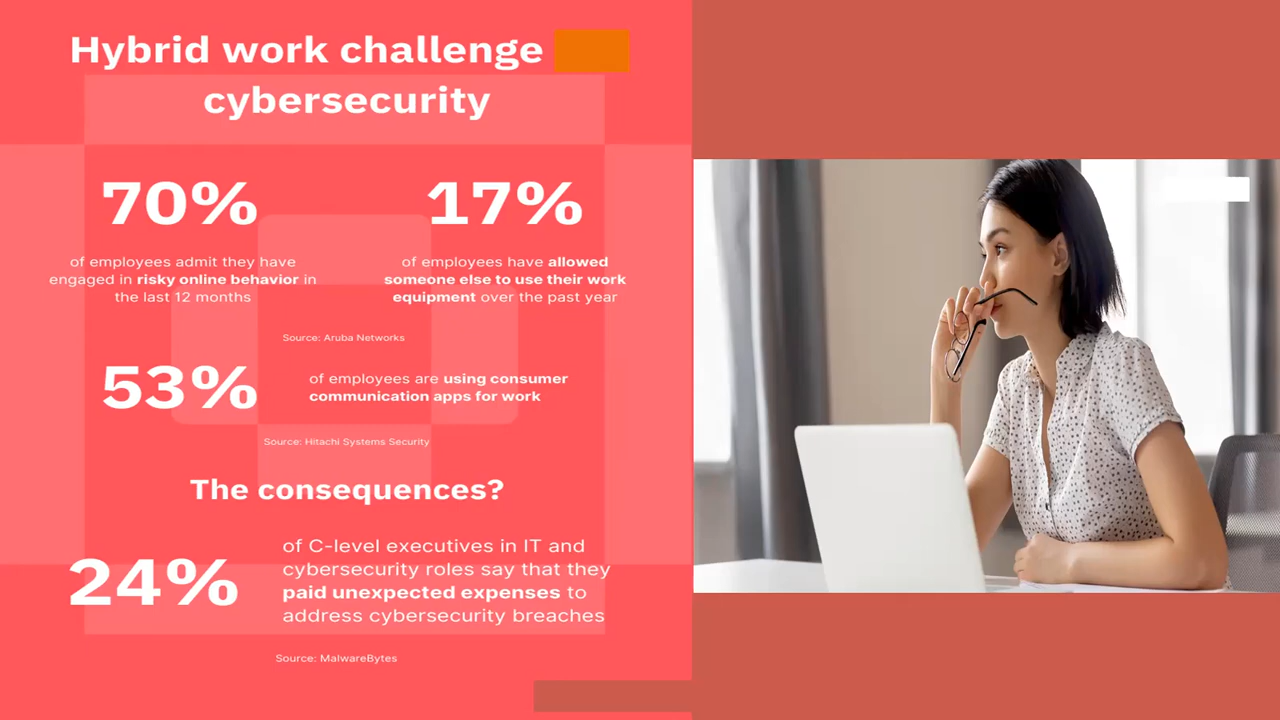 Hybrid work challenge
cybersecurity
70%
of employees admit they have
engaged in risky online behavior in
the last 12 months
17%
of employees have allowed
someone else to use their work
equipment over the past year
Source: Aruba Networks
53%
of employees are using consumer
communication apps for work
Source: Hitachi Systems Security
The consequences?
24%
of C-level executives in IT and
cybersecurity roles say that they
paid unexpected expenses to
address cybersecurity breaches
Source: MalwareBytes